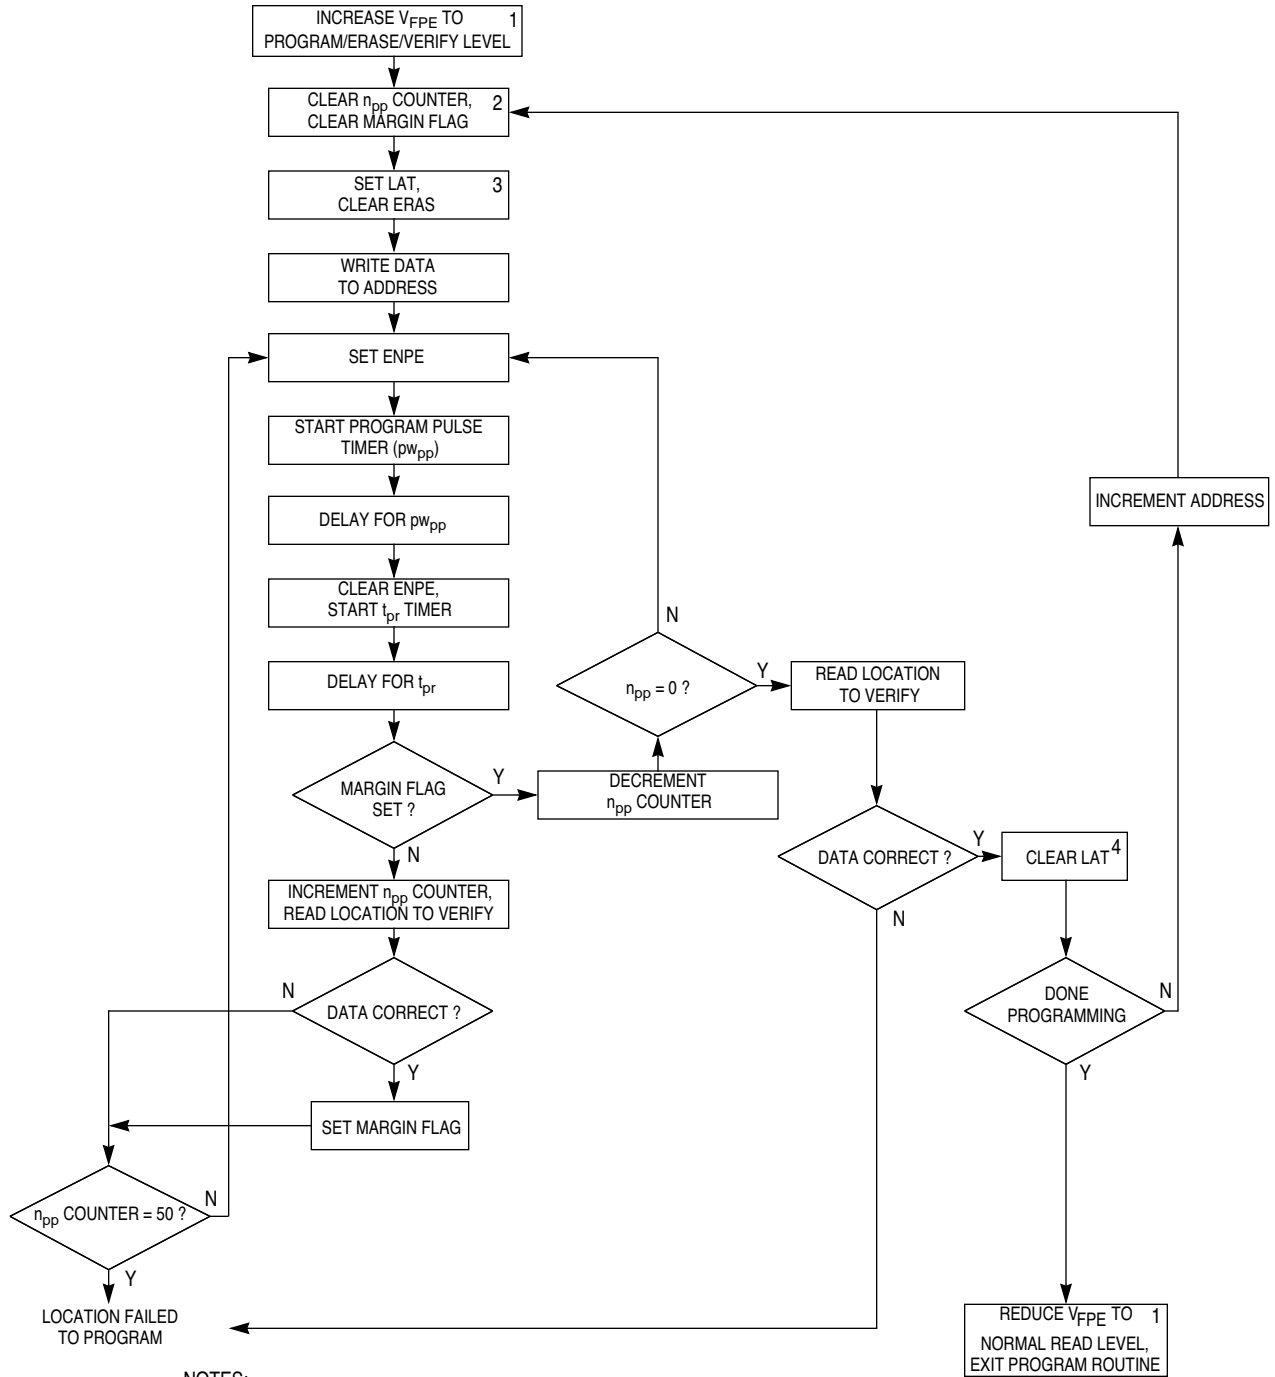 INCREASE VFPE TO 1
PROGRAM/ERASE/VERIFY LEVEL
CLEAR npp COUNTER, 2
CLEAR MARGIN FLAG
SET LAT, 3
CLEAR ERAS
WRITE DATA
TO ADDRESS
SET ENPE
START PROGRAM PULSE
TIMER (pwpp)
DELAY FOR pwpp
CLEAR ENPE,
START tpr TIMER
DELAY FOR tpr
MARGIN FLAG
SET ?
Y
N
DECREMENT
npp COUNTER
npp = 0 ?
N
Y
READ LOCATION
TO VERIFY
DATA CORRECT ?
Y
N
CLEAR LAT 4
DONE
PROGRAMMING
N
Y
INCREMENT ADDRESS
INCREMENT npp COUNTER,
READ LOCATION TO VERIFY
DATA CORRECT ?
N
Y
SET MARGIN FLAG
npp COUNTER = 50 ?
N
Y
LOCATION FAILED
TO PROGRAM
REDUCE VFPE TO 1
NORMAL READ LEVEL,
EXIT PROGRAM ROUTINE
NOTES: